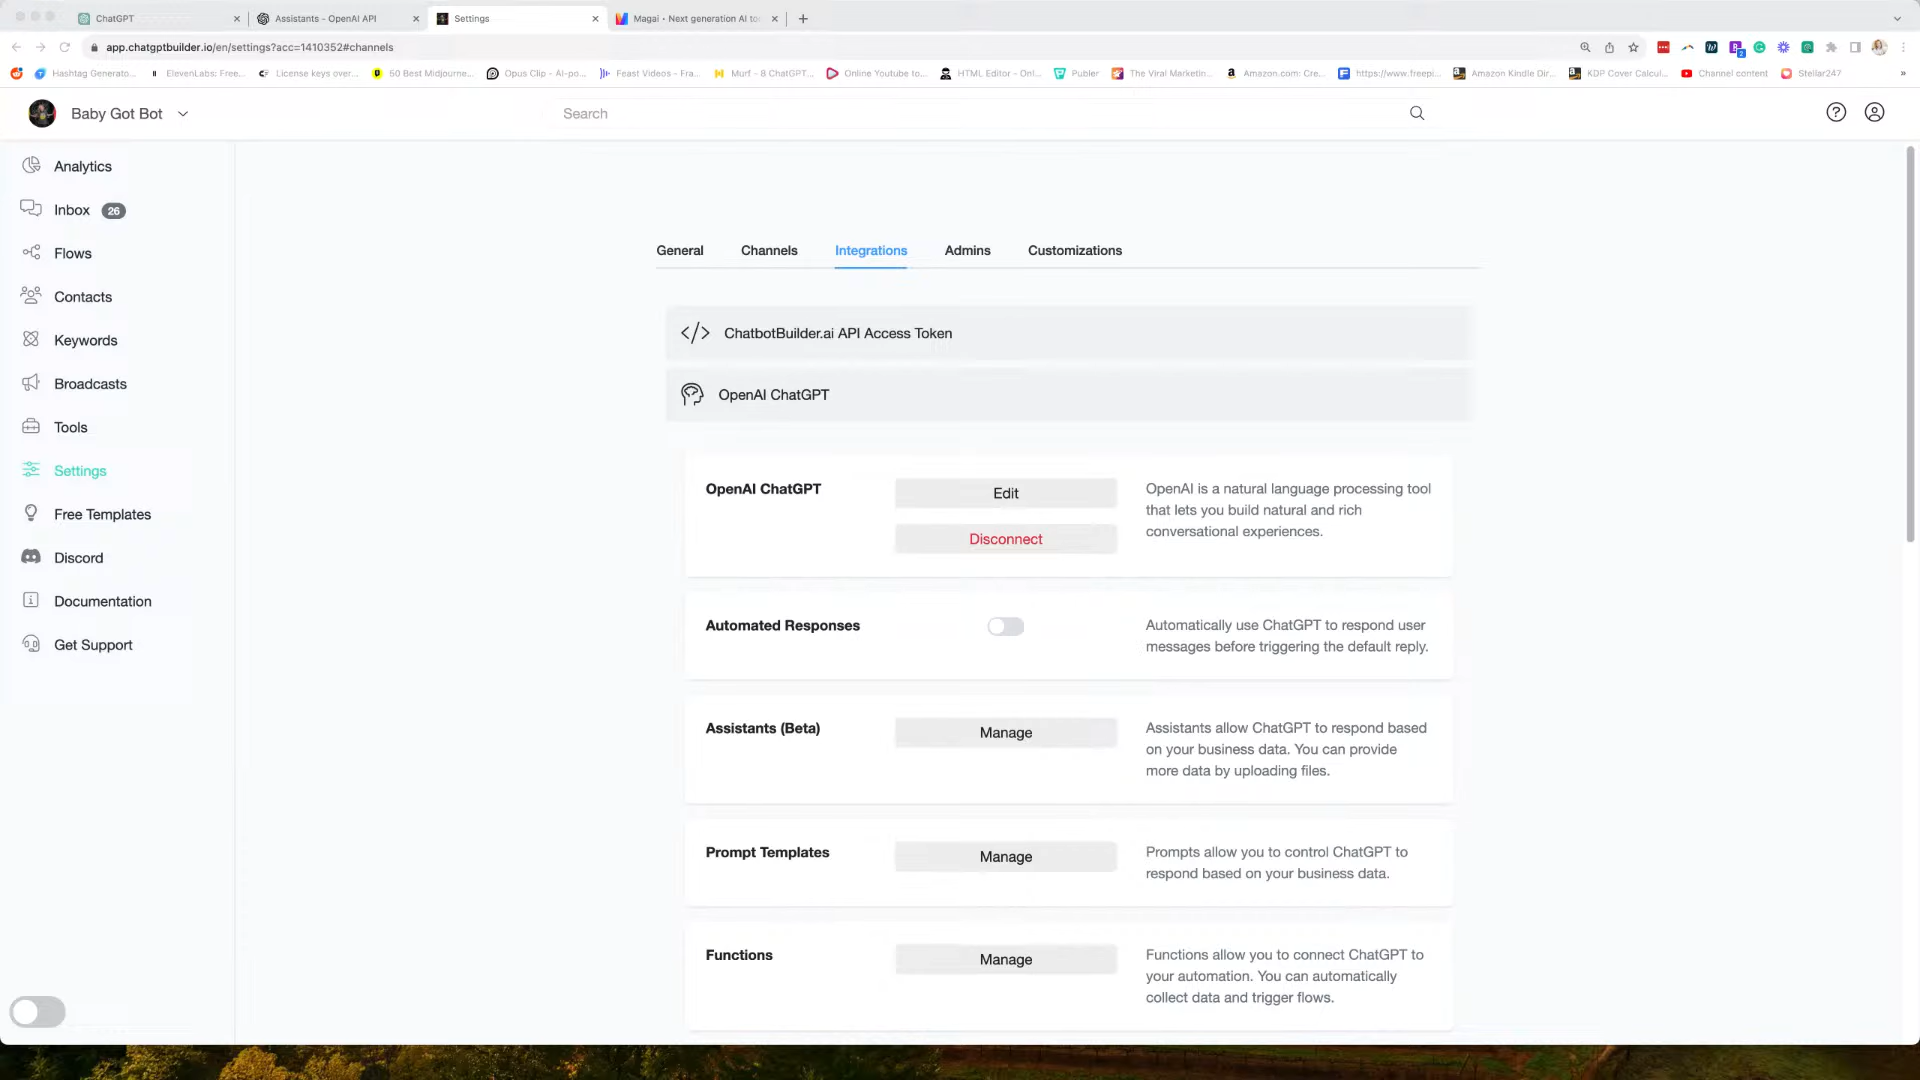 ChatGPT
Assistants - OpenAI API
Settings
Magai • Next generation AI to
app.chatgptbuilder.io/en/settings?acc=1410352#channels
Hashtag Generato...
ElevenLabs: Free...
License keys over...
50 Best Midjourne...
Opus Clip - AI-po...
Feast Videos - Fra...
Murf - 8 ChatGPT...
Online Youtube to...
HTML Editor - Onl...
Publer
The Viral Marketin...
Amazon.com: Cre...
https://www.freepi...
Amazon Kindle Dir...
KDP Cover Calcul...
Channel content
Stellar247
»
Baby Got Bot
Search
Analytics
Inbox 26
Flows
Contacts
Keywords
Broadcasts
Tools
Settings
Free Templates
Discord
Documentation
Get Support
General Channels Integrations Admins Customizations
ChatbotBuilder.ai API Access Token
OpenAI ChatGPT
OpenAI ChatGPT
Edit
Disconnect
OpenAI is a natural language processing tool
that lets you build natural and rich
conversational experiences.
Automated Responses
Automatically use ChatGPT to respond user
messages before triggering the default reply.
Assistants (Beta)
Manage
Assistants allow ChatGPT to respond based
on your business data. You can provide
more data by uploading files.
Prompt Templates
Manage
Prompts allow you to control ChatGPT to
respond based on your business data.
Functions
Manage
Functions allow you to connect ChatGPT to
your automation. You can automatically
collect data and trigger flows.